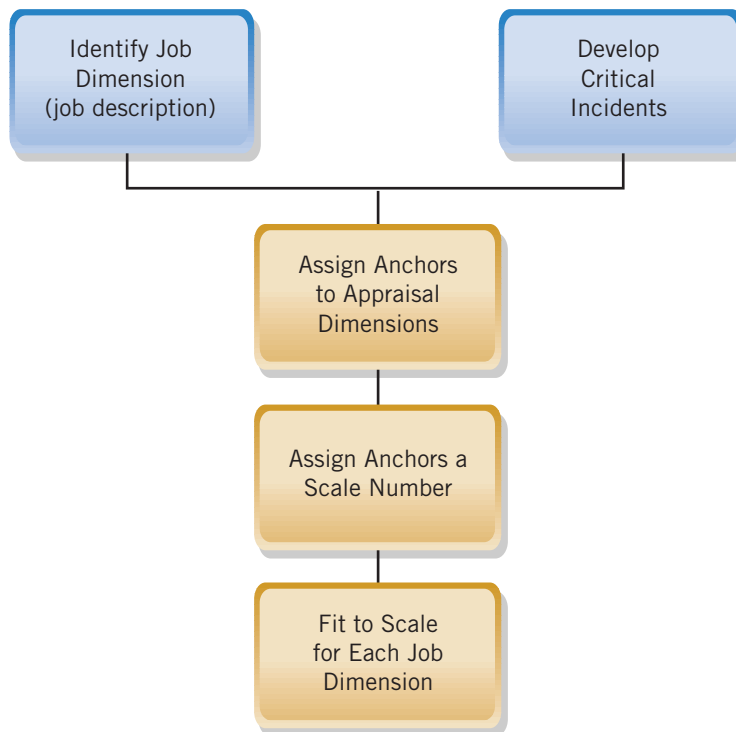 Identify Job
Dimension
(job description)
Develop
Critical
Incidents
Assign Anchors
to Appraisal
Dimensions
Assign Anchors a
Scale Number
Fit to Scale
for Each Job
Dimension